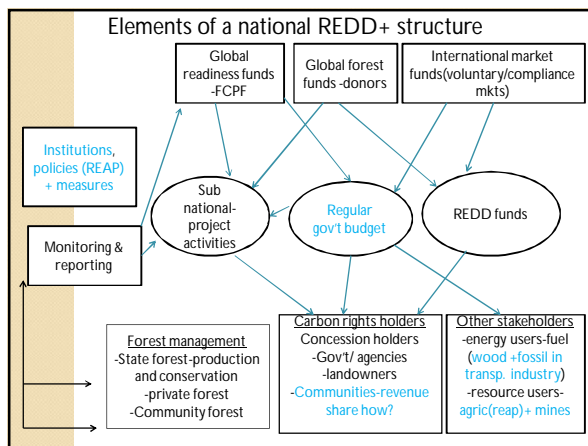 Elements of a national REDD+ structure
Global
readiness funds
-FCPF
Global forest
funds -donors
International market
funds(voluntary/compliance
mkts)
Institutions,
policies (REAP)
+ measures
Sub
national-
project
activities
Regular
gov't budget
REDD funds
Monitoring &
reporting
Forest management
-State forest-production
and conservation
-private forest
-Community forest
Carbon rights holders
Concession holders
-Gov't/ agencies
-landowners
-Communities-revenue
share how?
Other stakeholders
-energy users-fuel
(wood +fossil in
transp. industry)
-resource users-
agric(reap)+ mines